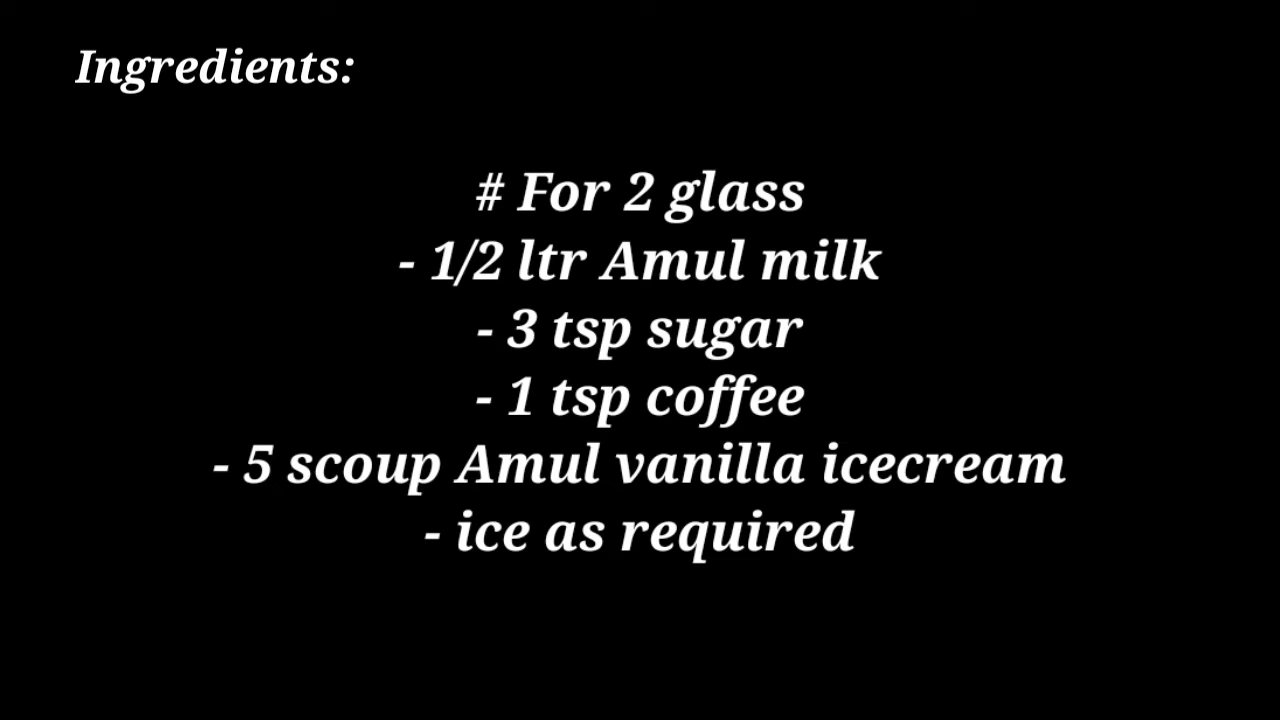 Ingredients:
# For 2 glass
- 1/2 ltr Amul milk
- 3 tsp sugar
- 1 tsp coffee
- 5 scoup Amul vanilla icecream
- ice as required